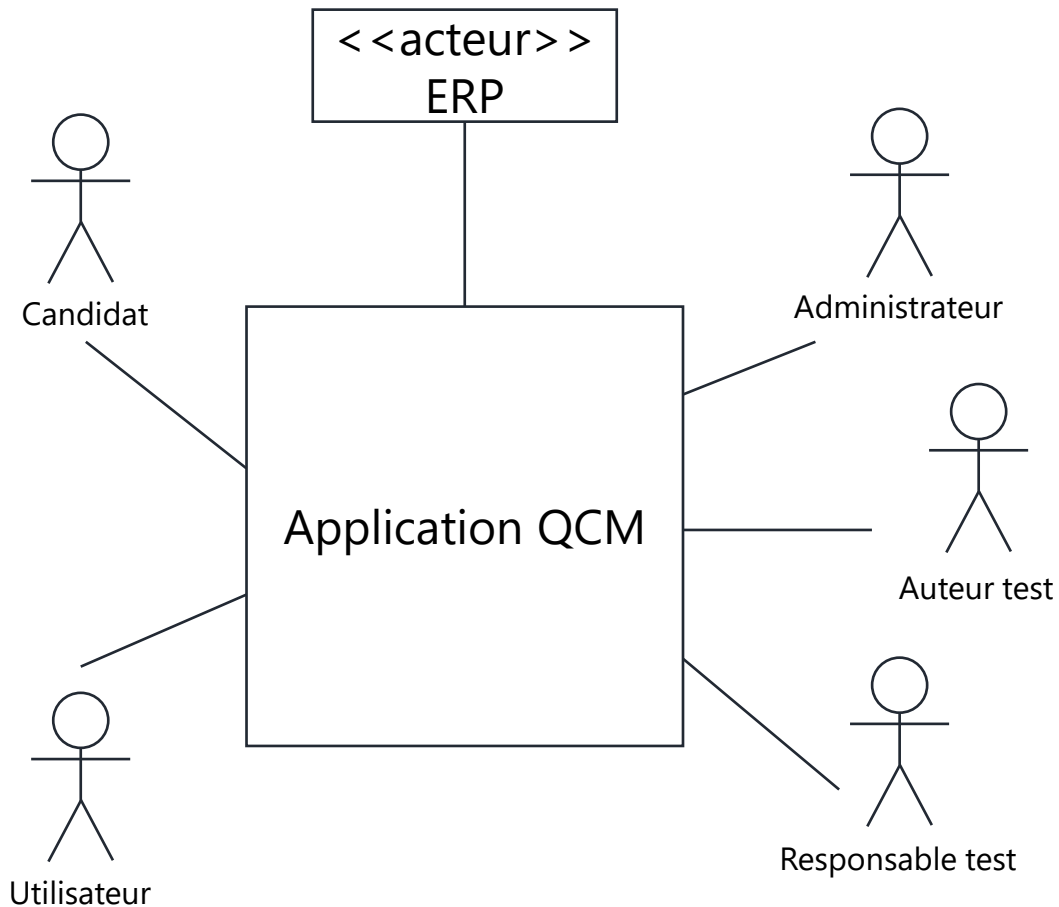 <<acteur>>
ERP
Candidat
Administrateur
Application QCM
Auteur test
Responsable test
Utilisateur